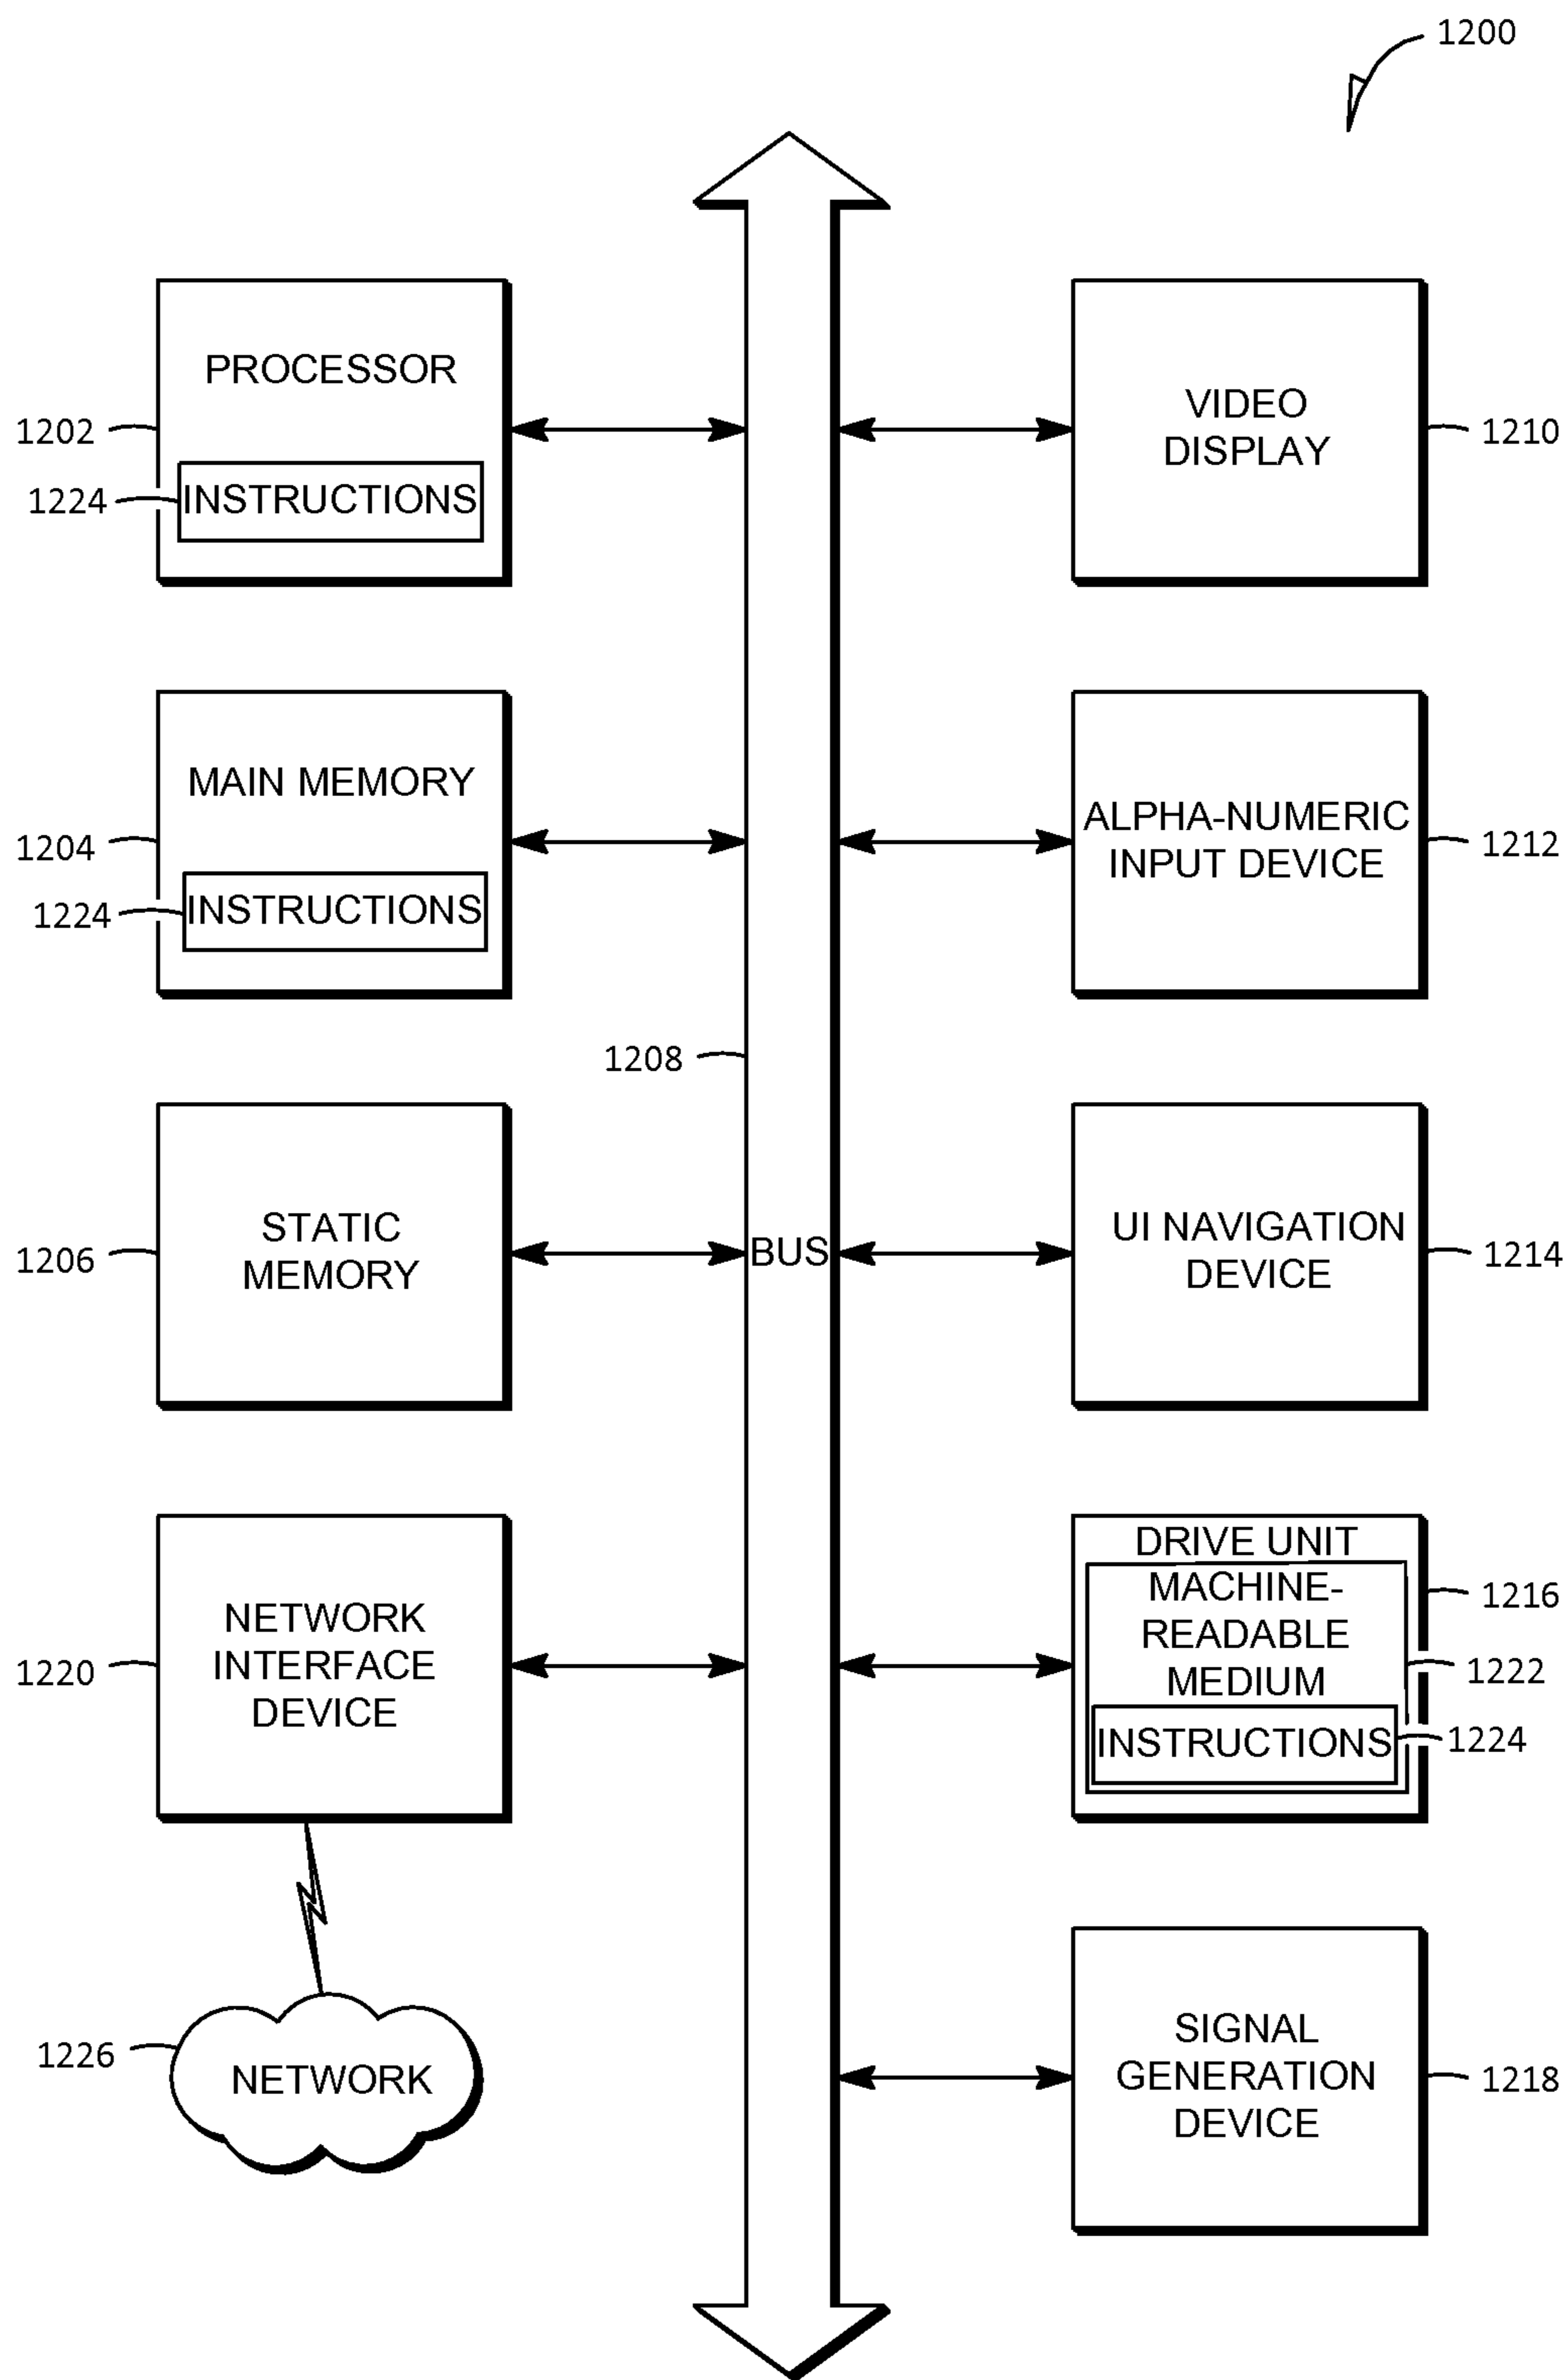 1200
PROCESSOR
1202
1224
INSTRUCTIONS
VIDEO
DISPLAY
1210
MAIN MEMORY
1204
1224
INSTRUCTIONS
ALPHA-NUMERIC
INPUT DEVICE
1212
1208
STATIC
MEMORY
1206
BUS
UI NAVIGATION
DEVICE
1214
NETWORK
INTERFACE
DEVICE
1220
DRIVE UNIT
MACHINE-
READABLE
MEDIUM
INSTRUCTIONS
1216
1222
1224
NETWORK
1226
SIGNAL
GENERATION
DEVICE
1218